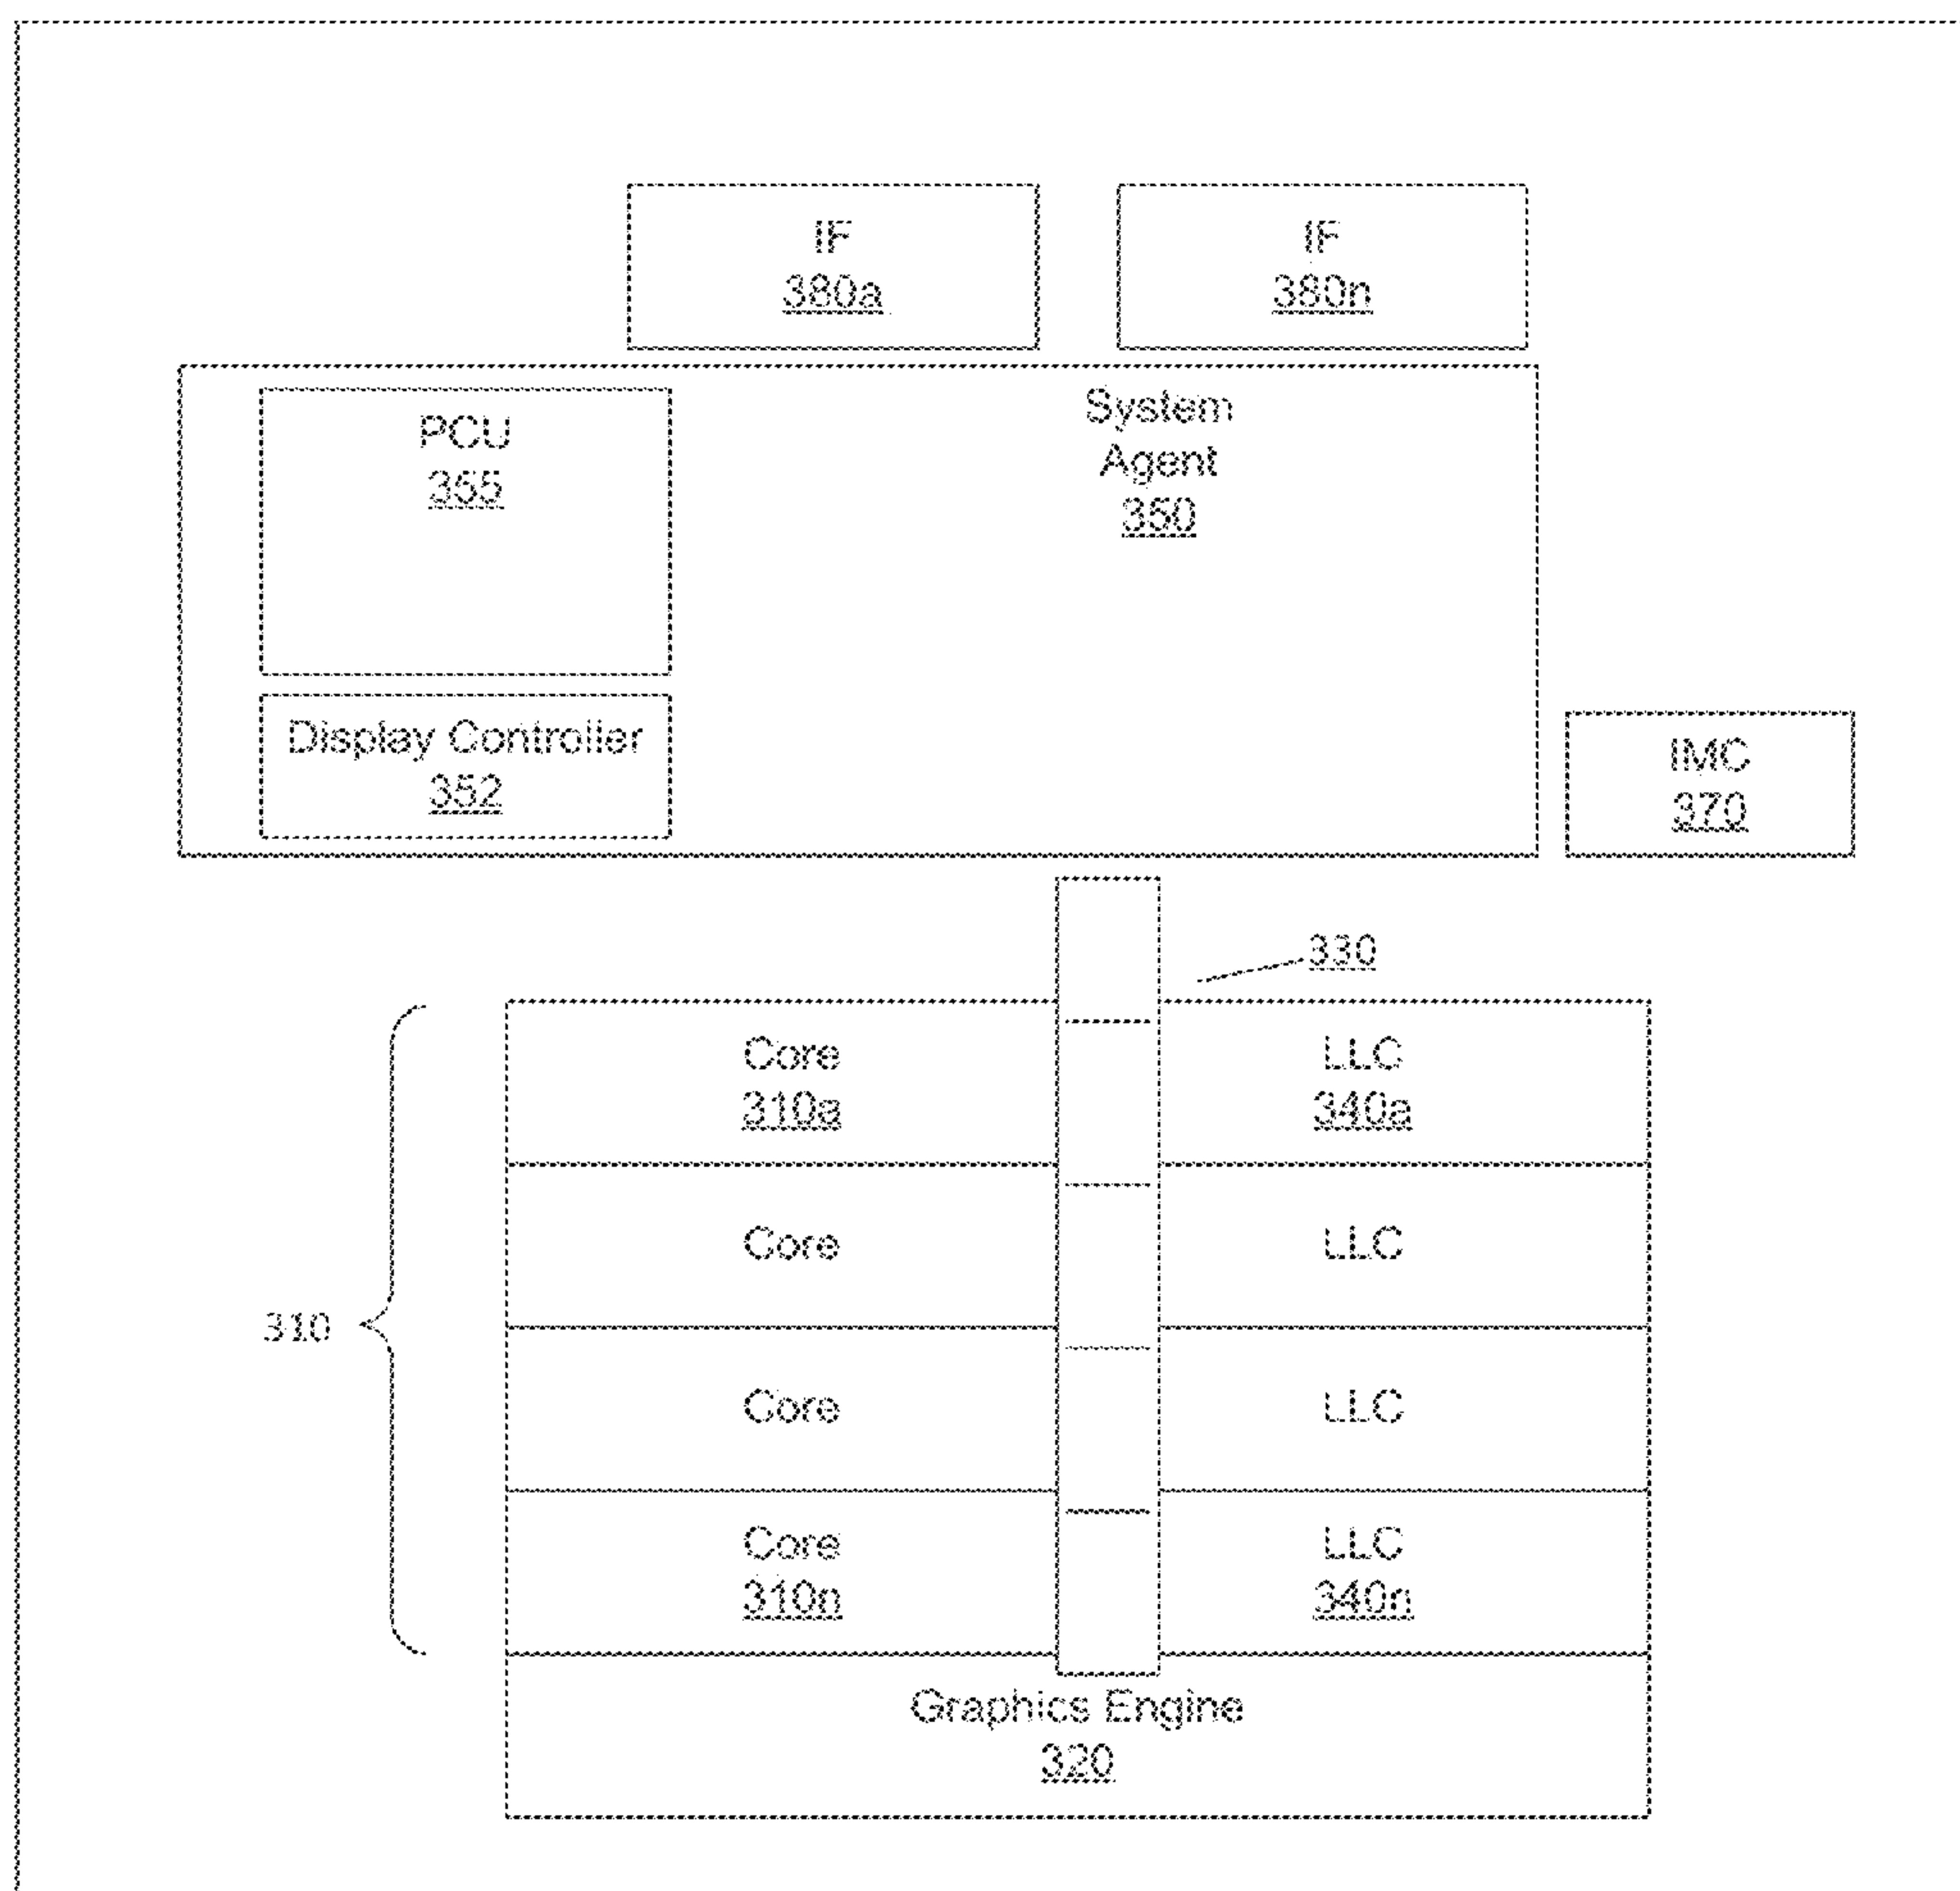 IF
380a
IF
380n
PCU
355
System
Agent
350
Display Controller
352
IMC
370
330
Core
310a
LLC
340a
Core
LLC
310
Core
LLC
Core
310n
LLC
340n
Graphics Engine
320